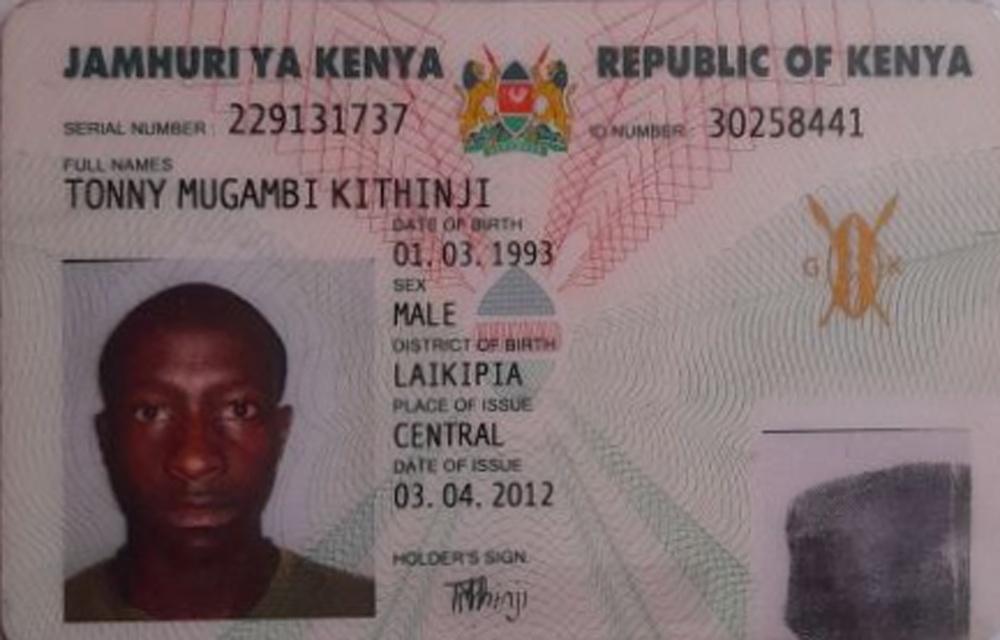 JAMHURI YA KENYA REPUBLIC OF KENYA
SERIAL NUMBER : 229131737 ID NUMBER : 30258441
FULL NAMES
TONNY MUGAMBI KITHINJI
DATE OF BIRTH
01.03.1993
SEX
MALE
DISTRICT OF BIRTH
LAIKIPIA
PLACE OF ISSUE
CENTRAL
DATE OF ISSUE
03.04.2012
HOLDER'S SIGN.
G K